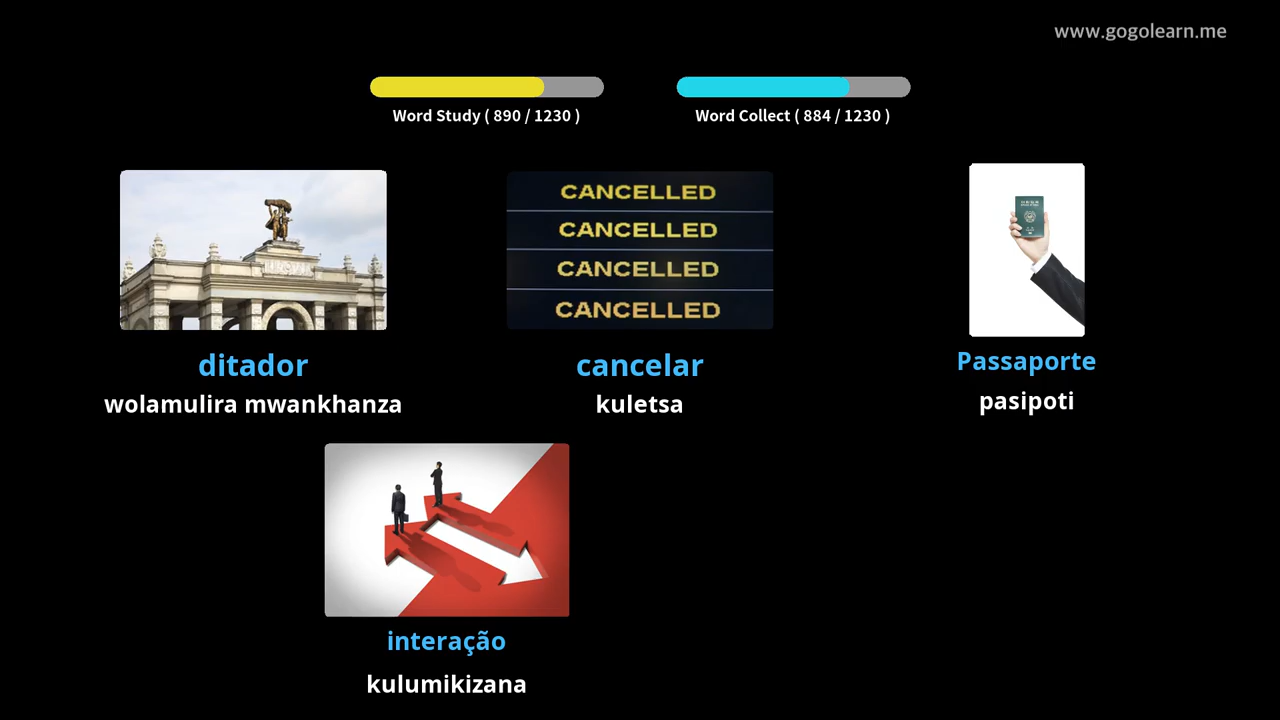 www.gogolearn.me
Word Study ( 890 / 1230 )
Word Collect ( 884 / 1230 )
CANCELLED
CANCELLED
CANCELLED
CANCELLED
ditador
cancelar
Passaporte
wolamulira mwankhanza
kuletsa
pasipoti
interação
kulumikizana